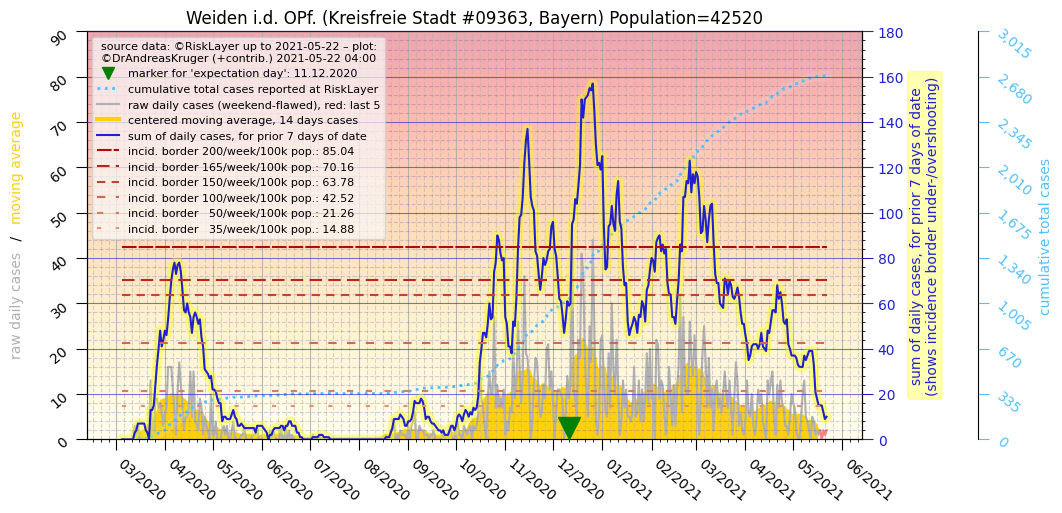 Weiden i.d. OPf. (Kreisfreie Stadt #09363, Bayern) Population=42520
source data: ©RiskLayer up to 2021-05-22 – plot:
©DrAndreasKruger (+contrib.) 2021-05-22 04:00
marker for 'expectation day': 11.12.2020
cumulative total cases reported at RiskLayer
raw daily cases (weekend-flawed), red: last 5
centered moving average, 14 days cases
sum of daily cases, for prior 7 days of date
incid. border 200/week/100k pop.: 85.04
incid. border 165/week/100k pop.: 70.16
incid. border 150/week/100k pop.: 63.78
incid. border 100/week/100k pop.: 42.52
incid. border 50/week/100k pop.: 21.26
incid. border 35/week/100k pop.: 14.88
raw daily cases / moving average
90
80
70
60
50
40
30
20
10
0
03/2020
04/2020
05/2020
06/2020
07/2020
08/2020
09/2020
10/2020
11/2020
12/2020
01/2021
02/2021
03/2021
04/2021
05/2021
06/2021
180
160
140
120
100
80
60
40
20
0
sum of daily cases, for prior 7 days of date
(shows incidence border under-/overshooting)
3,015
2,680
2,345
2,010
1,675
1,340
1,005
670
335
0
cumulative total cases